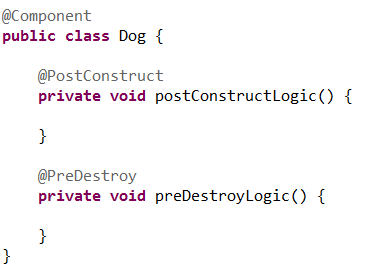 @Component
public class Dog {
@PostConstruct
private void postConstructLogic() {
}
@PreDestroy
private void preDestroyLogic() {
}
}